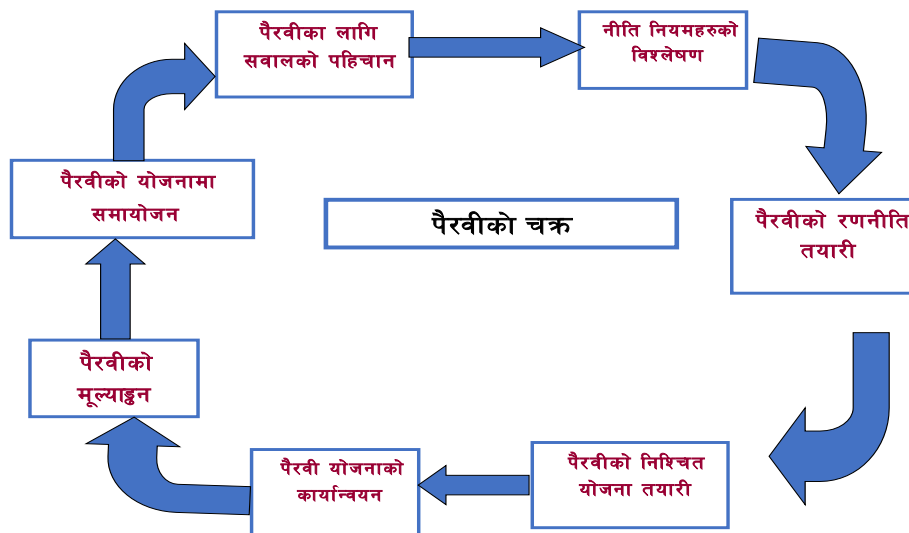 पैरवीका लागि
सवालको पहिचान
नीति नियमहरुको
विश्लेषण
पैरवीको रणनीति
तयारी
पैरवीको निश्चित
योजना तयारी
पैरवी योजनाको
कार्यान्वयन
पैरवीको
मूल्याङ्कन
पैरवीको योजनामा
समायोजन
पैरवीको चक्र